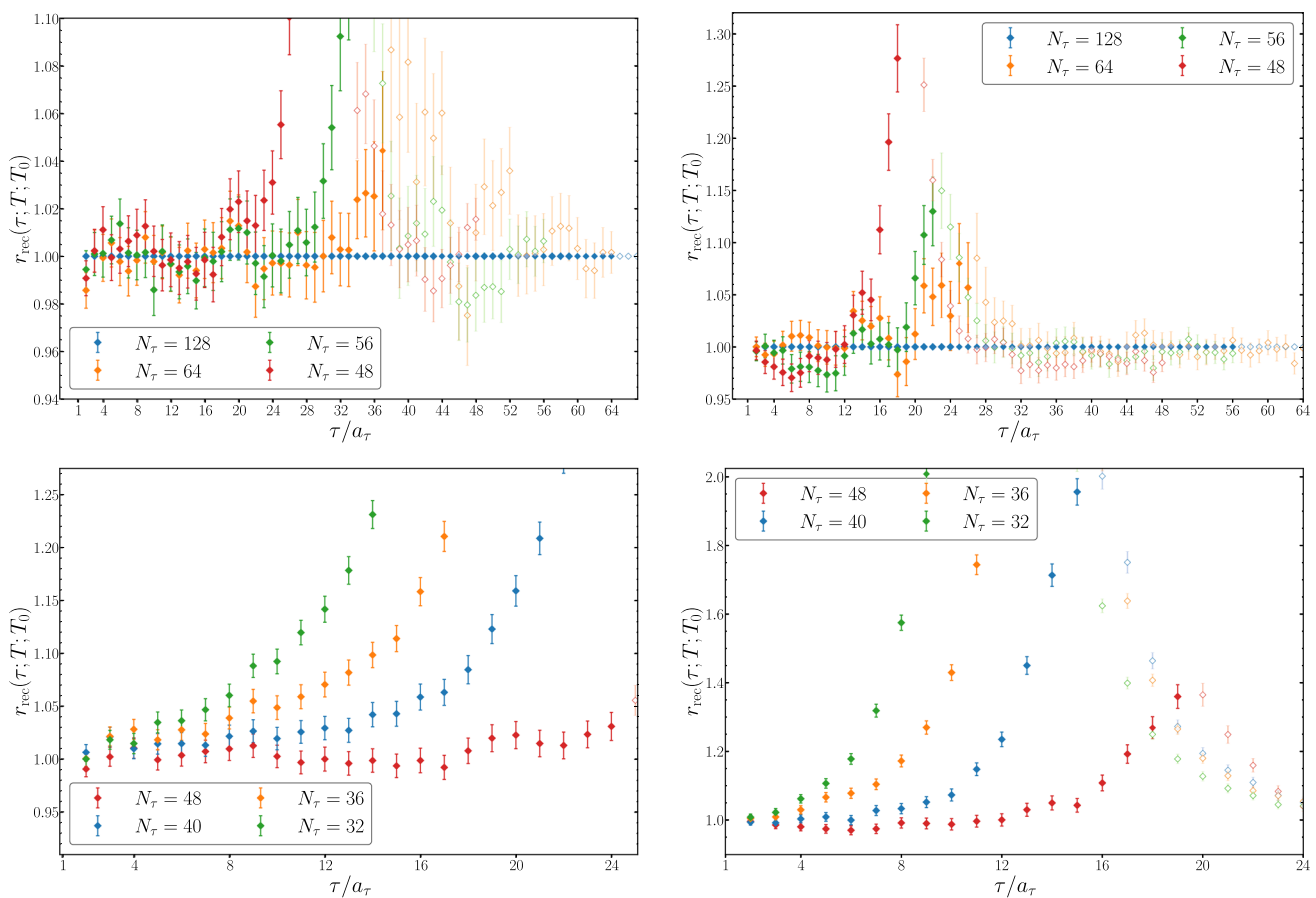 1.10
1.08
1.06
1.04
1.02
1.00
0.98
0.96
0.94
r_rec(τ; T; T_0)
N_τ = 128
N_τ = 64
N_τ = 56
N_τ = 48
1 4 8 12 16 20 24 28 32 36 40 44 48 52 56 60 64
τ/a_τ
1.30
1.25
1.20
1.15
1.10
1.05
1.00
0.95
r_rec(τ; T; T_0)
N_τ = 128
N_τ = 64
N_τ = 56
N_τ = 48
1 4 8 12 16 20 24 28 32 36 40 44 48 52 56 60 64
τ/a_τ
1.25
1.20
1.15
1.10
1.05
1.00
0.95
r_rec(τ; T; T_0)
N_τ = 48
N_τ = 40
N_τ = 36
N_τ = 32
1 4 8 12 16 20 24
τ/a_τ
2.0
1.8
1.6
1.4
1.2
1.0
r_rec(τ; T; T_0)
N_τ = 48
N_τ = 40
N_τ = 36
N_τ = 32
1 4 8 12 16 20 24
τ/a_τ